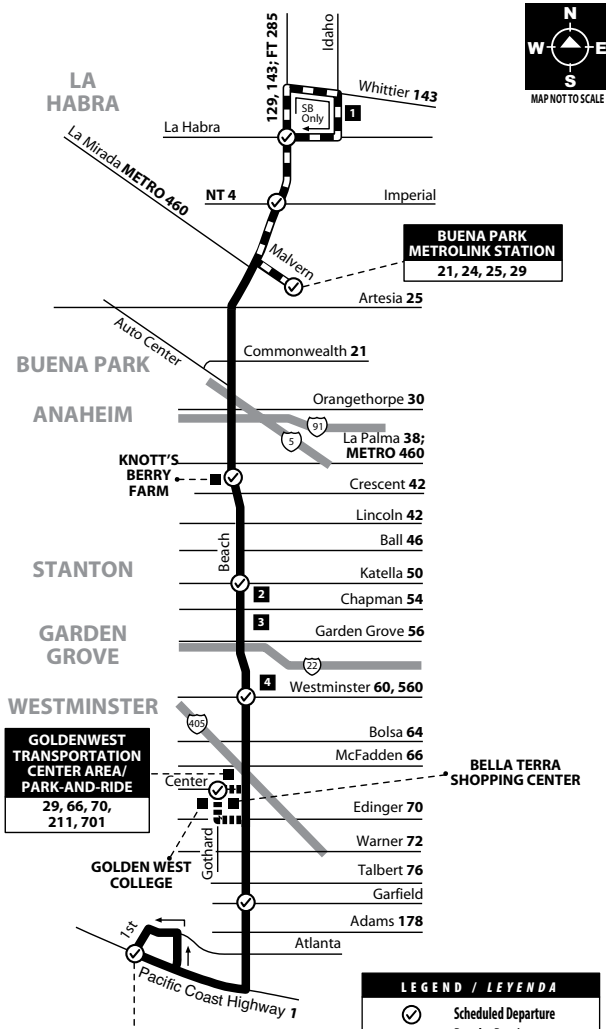 N
W E
S
MAP NOT TO SCALE
129, 143; FT 285
Idaho
LA
HABRA
Whittier 143
SB
Only
1
La Habra
La Mirada METRO 460
NT 4
Imperial
Malvern
BUENA PARK
METROLINK STATION
21, 24, 25, 29
Artesia 25
Auto Center
Commonwealth 21
BUENA PARK
Orangethorpe 30
ANAHEIM
91
5
La Palma 38;
METRO 460
KNOTT'S
BERRY
FARM
Crescent 42
Lincoln 42
Beach
Ball 46
STANTON
Katella 50
2
Chapman 54
3
GARDEN
GROVE
Garden Grove 56
22
4
Westminster 60, 560
WESTMINSTER
405
Bolsa 64
GOLDENWEST
TRANSPORTATION
CENTER AREA/
PARK-AND-RIDE
29, 66, 70,
211, 701
McFadden 66
Center
BELLA TERRA
SHOPPING CENTER
Edinger 70
Gothard
Warner 72
GOLDEN WEST
COLLEGE
Talbert 76
Garfield
Adams 178
1st
Atlanta
Pacific Coast Highway 1
LEGEND / LEYENDA
Scheduled Departure